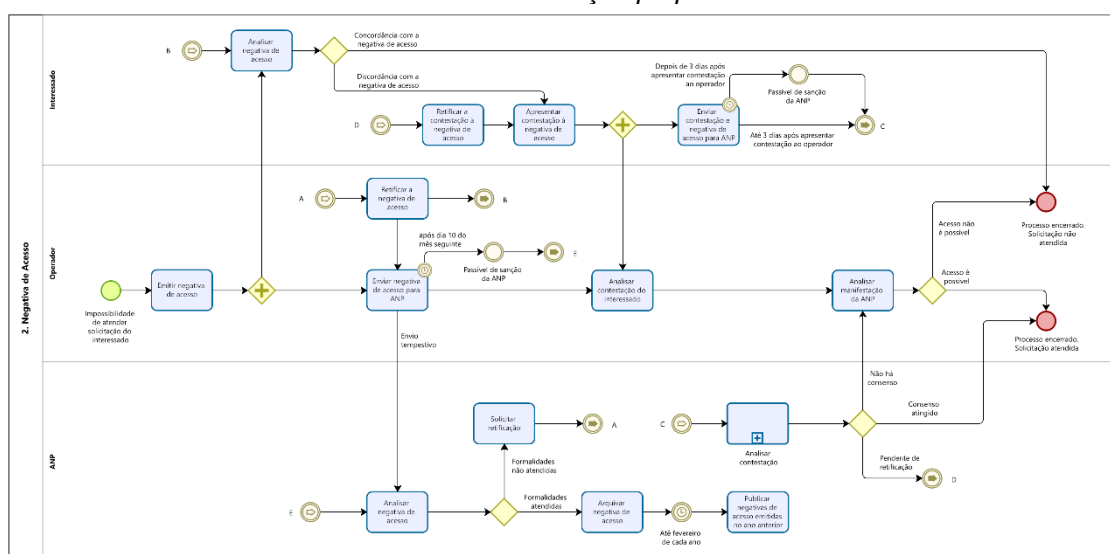 2. Negativa de Acesso
Interessado
B
Analisar
negativa de
acesso
Concordância com a
negativa de acesso
Discordância com a
negativa de acesso
D
Retificar a
contestação à
negativa de
acesso
Apresentar
contestação à
negativa de
acesso
Enviar
contestação e
negativa de
acesso para ANP
Depois de 3 dias após
apresentar contestação
ao operador
Passível de sanção
da ANP
Até 3 dias após apresentar
contestação ao operador
C
Operador
A
Retificar a
negativa de
acesso
B
Impossibilidade
de atender
solicitação do
interessado
Emitir negativa
de acesso
Enviar negativa
de acesso para
ANP
após dia 10 do
mês seguinte
Passível de sanção
da ANP
E
Envio
tempestivo
Analisar
contestação do
interessado
Analisar
manifestação
da ANP
Acesso não
é possível
Acesso é
possível
Processo encerrado.
Solicitação não
atendida
Processo encerrado.
Solicitação atendida
ANP
Solicitar
retificação
A
Formalidades
não atendidas
E
Analisar
negativa de
acesso
Formalidades
atendidas
Arquivar
negativa de
acesso
Até fevereiro
de cada ano
Publicar
negativas de
acesso emitidas
no ano anterior
C
Analisar
contestação
Não há
consenso
Consenso
atingido
Pendente de
retificação
D